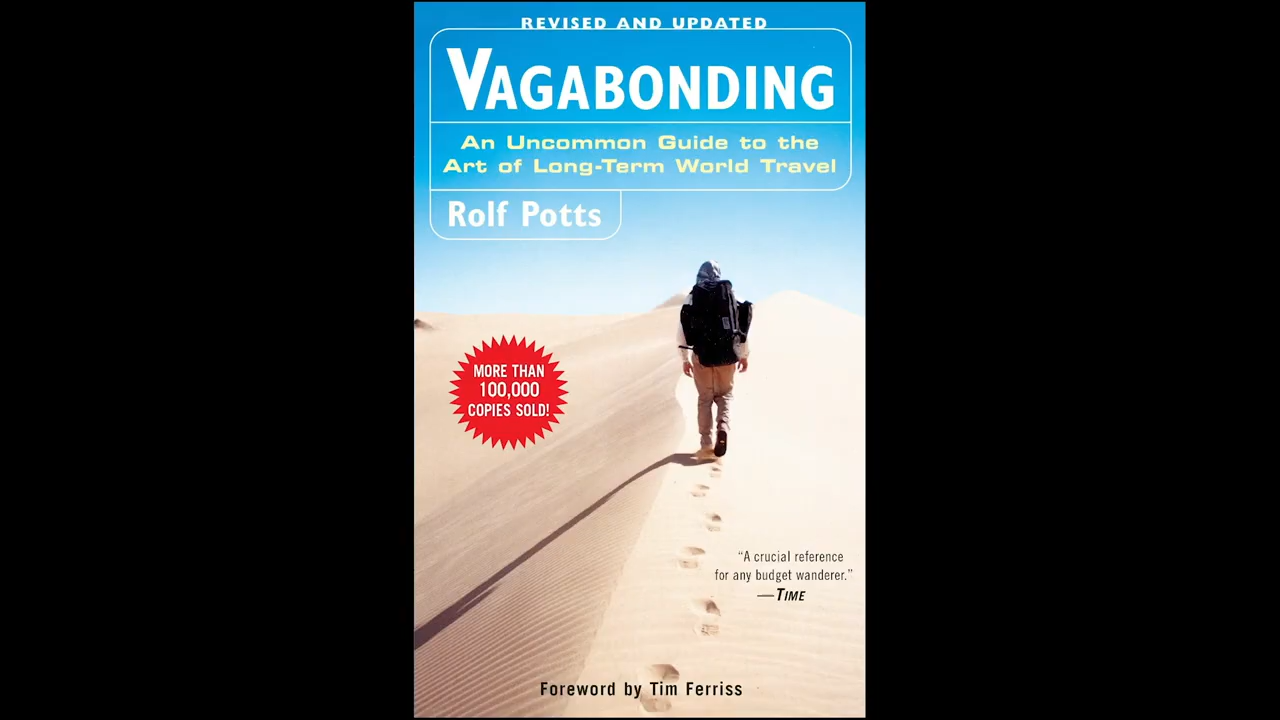 REVISED AND UPDATED
VAGABONDING
An Uncommon Guide to the
Art of Long-Term World Travel
Rolf Potts
MORE THAN
100,000
COPIES SOLD!
“A crucial reference
for any budget wanderer.”
—TIME
Foreword by Tim Ferriss